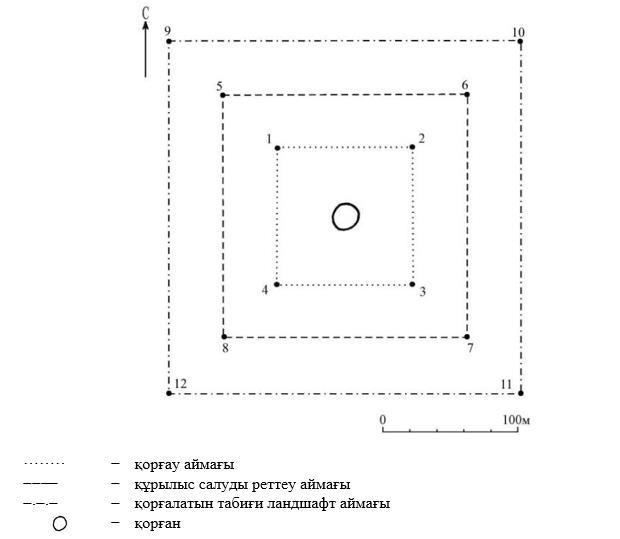 С
9 10
5 6
1 2
4 3
8 7
12 11
0 100м
........ – қорғау аймағы
–––– – құрылыс салуды реттеу аймағы
–·–·– – қорғалатын табиғи ландшафт аймағы
– қорған